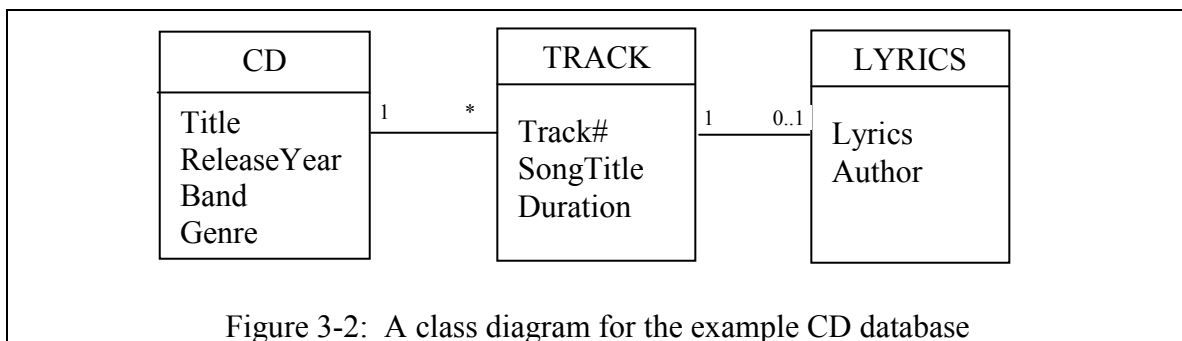 CD
Title
ReleaseYear
Band
Genre
1
*
TRACK
Track#
SongTitle
Duration
1
0..1
LYRICS
Lyrics
Author
Figure 3-2: A class diagram for the example CD database